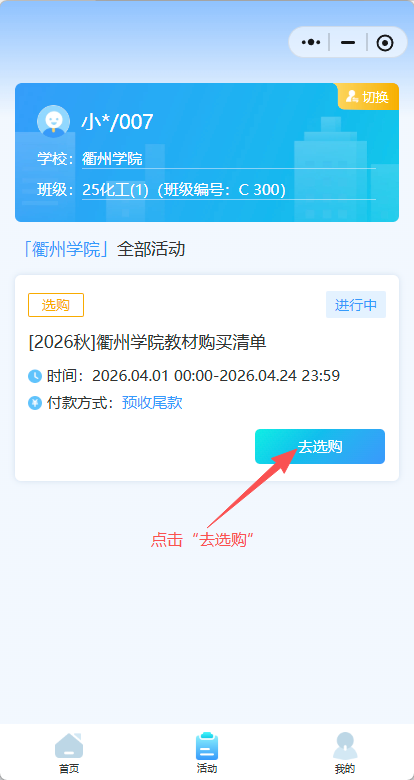 切换
小*/007
学校：衢州学院
班级：25化工(1)（班级编号：C 300）
「衢州学院」全部活动
选购
进行中
[2026秋]衢州学院教材购买清单
时间：2026.04.01 00:00-2026.04.24 23:59
付款方式：预收尾款
去选购
点击“去选购”
首页
活动
我的